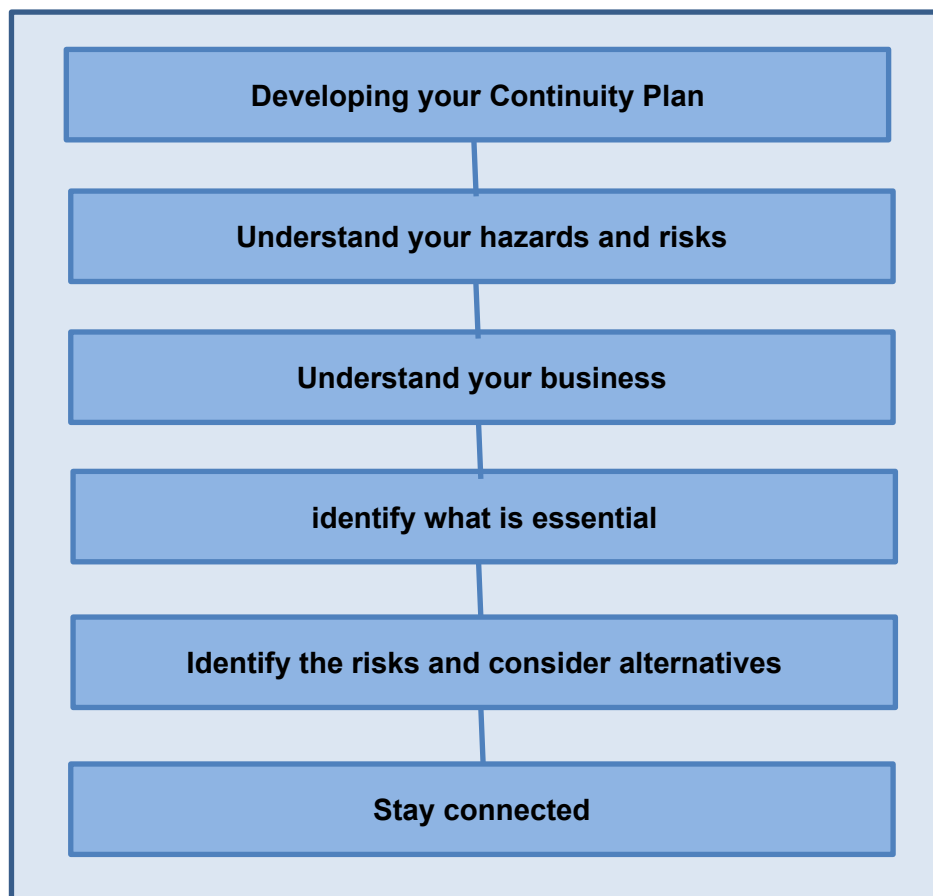 Developing your Continuity Plan
Understand your hazards and risks
Understand your business
identify what is essential
Identify the risks and consider alternatives
Stay connected